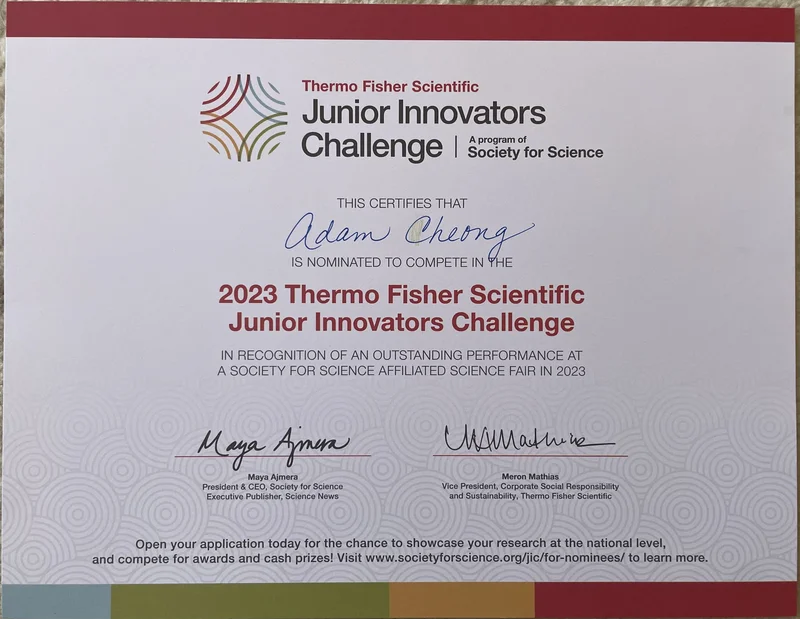 Thermo Fisher Scientific
Junior Innovators
Challenge | A program of
Society for Science
THIS CERTIFIES THAT
Adam Cheong
IS NOMINATED TO COMPETE IN THE
2023 Thermo Fisher Scientific
Junior Innovators Challenge
IN RECOGNITION OF AN OUTSTANDING PERFORMANCE AT
A SOCIETY FOR SCIENCE AFFILIATED SCIENCE FAIR IN 2023
Maya Ajmera
Maya Ajmera
President & CEO, Society for Science
Executive Publisher, Science News
MMathias
Meron Mathias
Vice President, Corporate Social Responsibility
and Sustainability, Thermo Fisher Scientific
Open your application today for the chance to showcase your research at the national level,
and compete for awards and cash prizes! Visit www.societyforscience.org/jic/for-nominees/ to learn more.